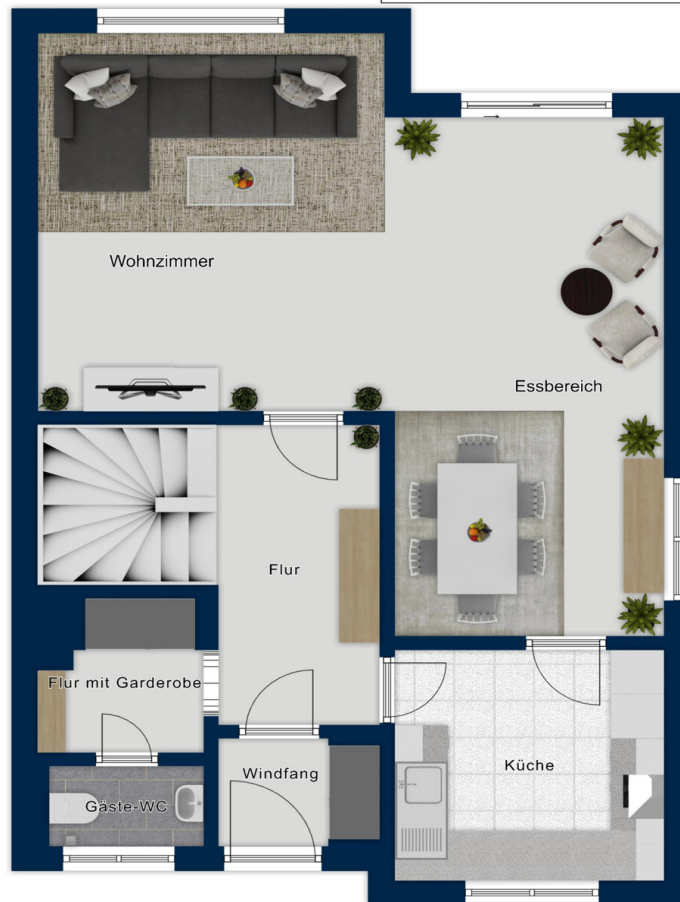 Wohnzimmer
Essbereich
Flur
Flur mit Garderobe
Küche
Windfang
Gäste-WC